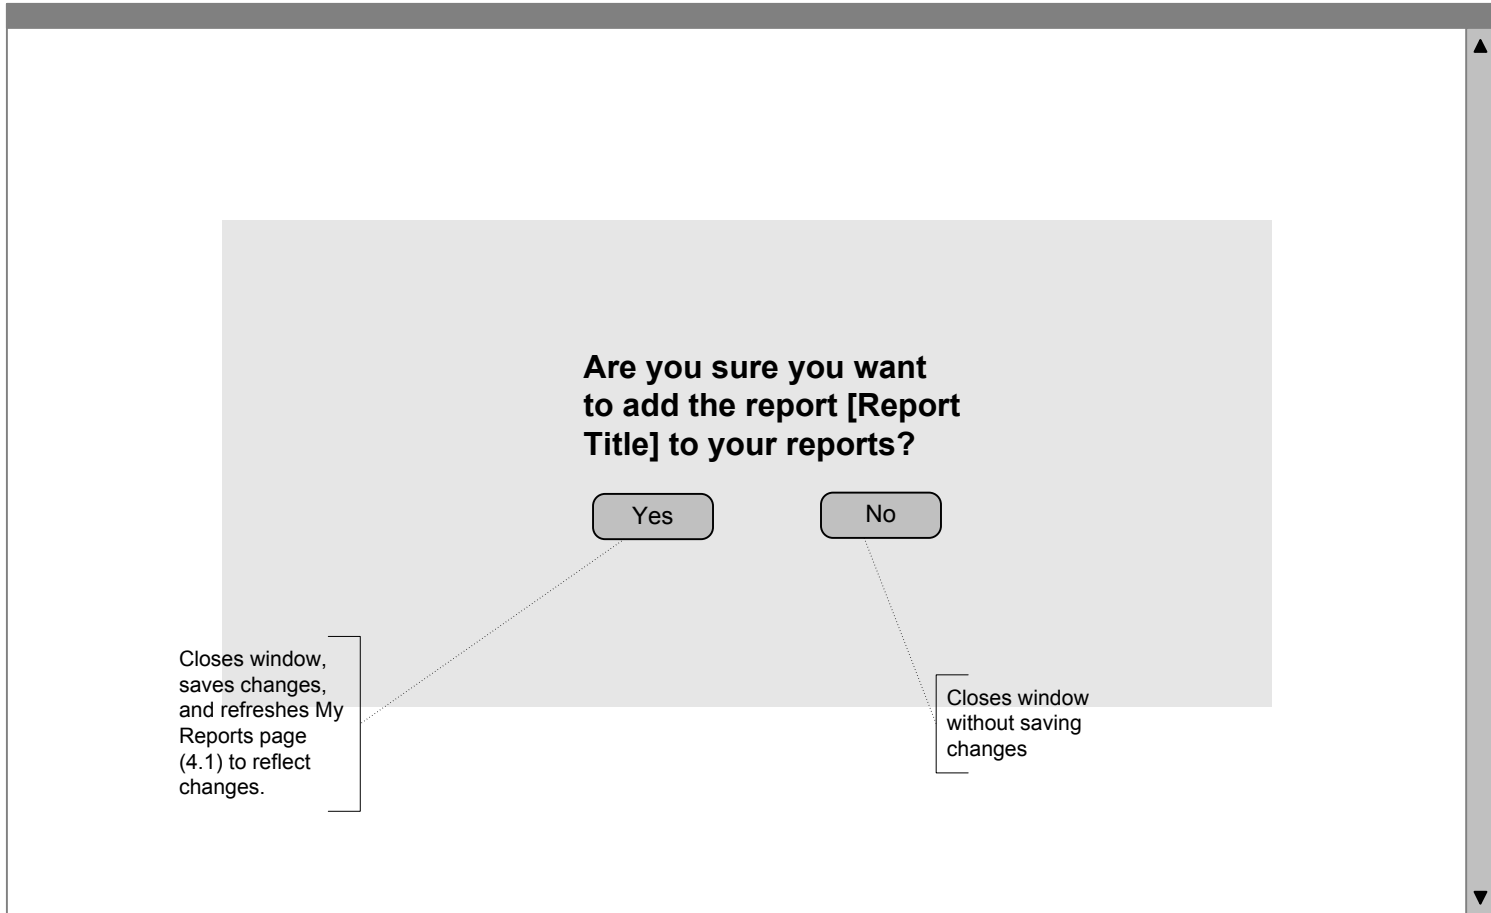 Are you sure you want
to add the report [Report
Title] to your reports?
Yes
No
Closes window,
saves changes,
and refreshes My
Reports page
(4.1) to reflect
changes.
Closes window
without saving
changes